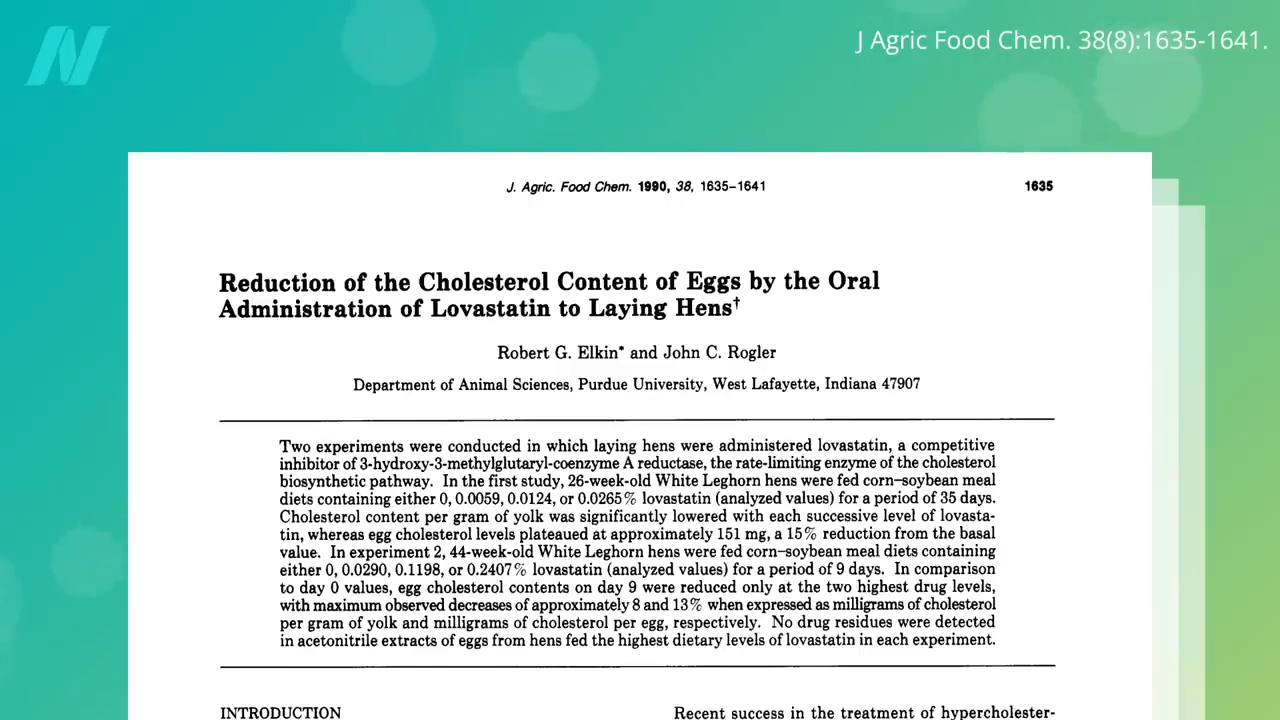 N
J Agric Food Chem. 38(8):1635-1641.
J. Agric. Food Chem. 1990, 38, 1635–1641
1635
Reduction of the Cholesterol Content of Eggs by the Oral
Administration of Lovastatin to Laying Hens†
Robert G. Elkin* and John C. Rogler
Department of Animal Sciences, Purdue University, West Lafayette, Indiana 47907
Two experiments were conducted in which laying hens were administered lovastatin, a competitive
inhibitor of 3-hydroxy-3-methylglutaryl-coenzyme A reductase, the rate-limiting enzyme of the cholesterol
biosynthetic pathway. In the first study, 26-week-old White Leghorn hens were fed corn–soybean meal
diets containing either 0, 0.0059, 0.0124, or 0.0265% lovastatin (analyzed values) for a period of 35 days.
Cholesterol content per gram of yolk was significantly lowered with each successive level of lovasta-
tin, whereas egg cholesterol levels plateaued at approximately 151 mg, a 15% reduction from the basal
value. In experiment 2, 44-week-old White Leghorn hens were fed corn–soybean meal diets containing
either 0, 0.0290, 0.1198, or 0.2407% lovastatin (analyzed values) for a period of 9 days. In comparison
to day 0 values, egg cholesterol contents on day 9 were reduced only at the two highest drug levels,
with maximum observed decreases of approximately 8 and 13% when expressed as milligrams of cholesterol
per gram of yolk and milligrams of cholesterol per egg, respectively. No drug residues were detected
in acetonitrile extracts of eggs from hens fed the highest dietary levels of lovastatin in each experiment.
INTRODUCTION
Recent success in the treatment of hypercholester-